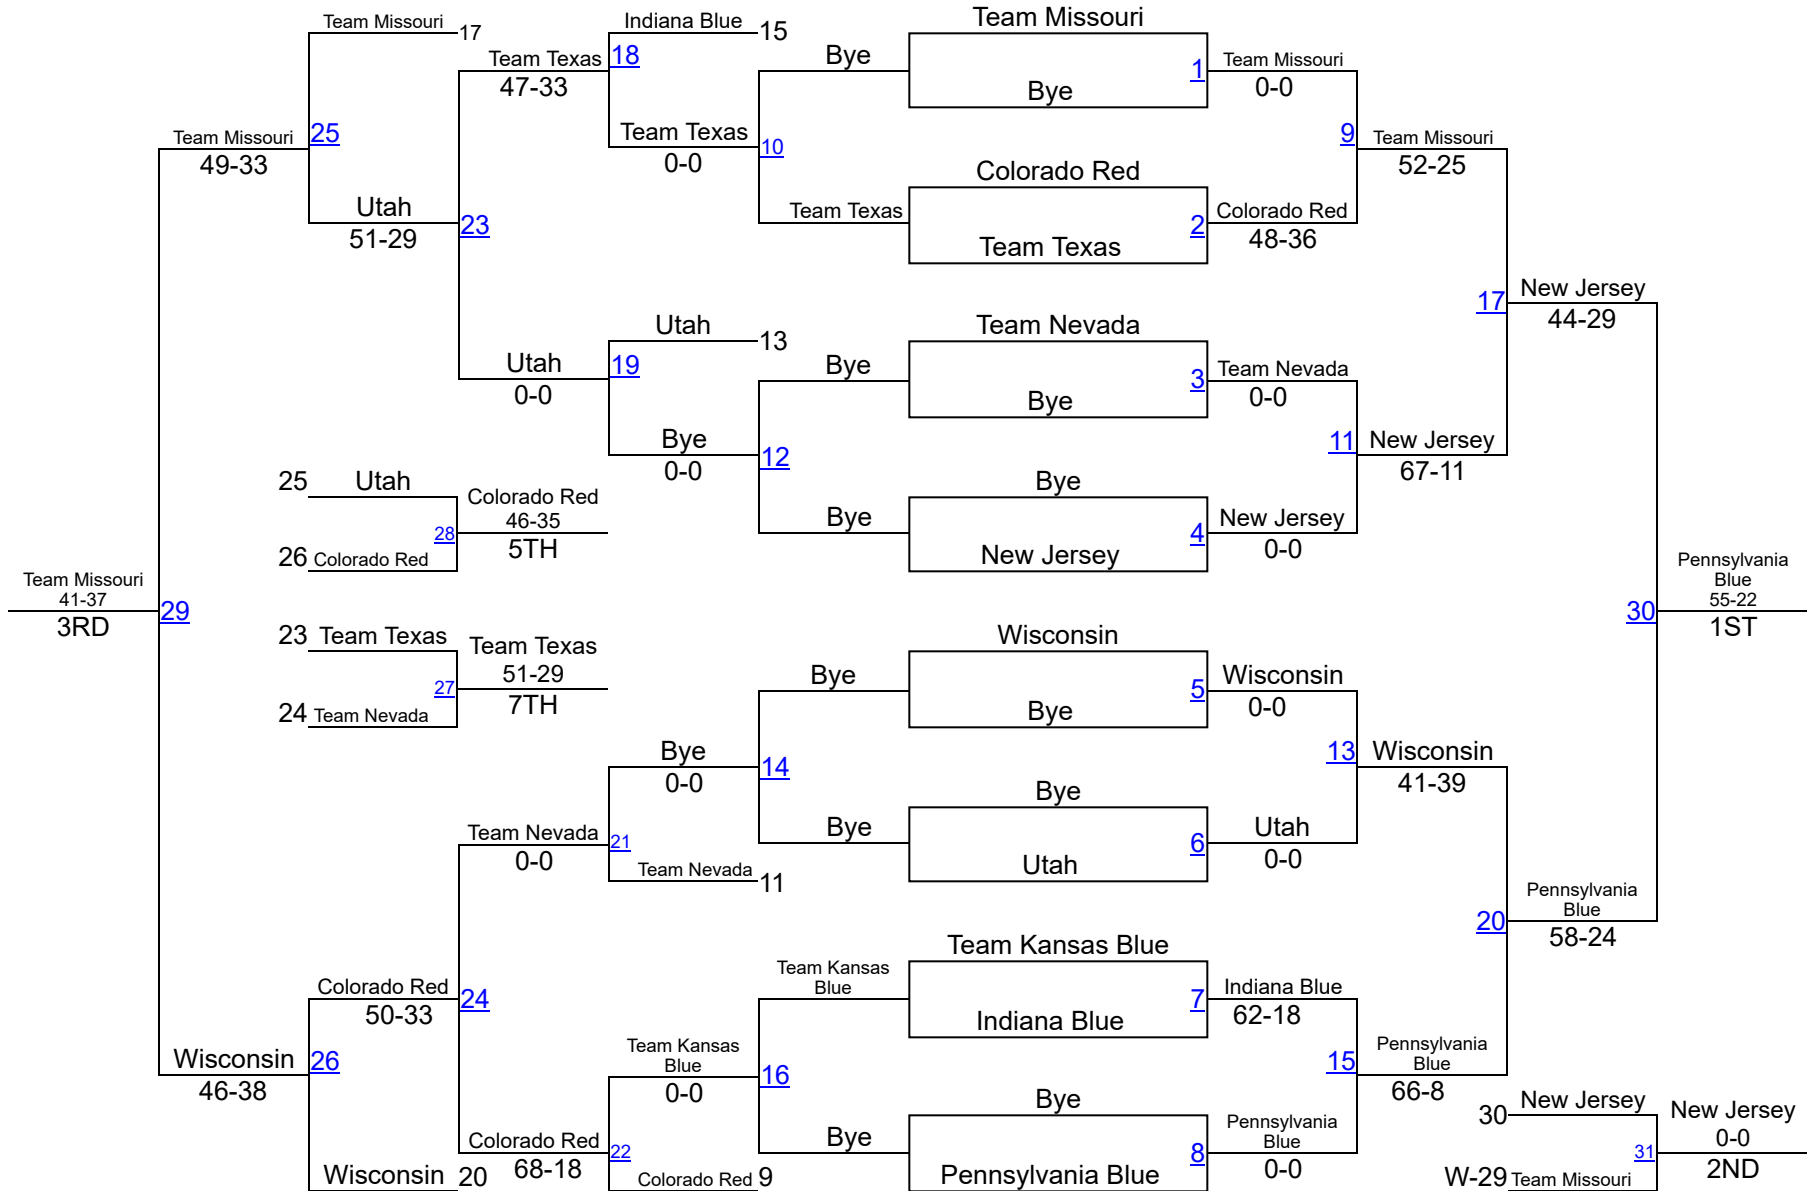 Team Missouri
17
Indiana Blue
15
Team Missouri
Team Texas
18
47-33
Bye
1
Bye
Team Missouri
0-0
Team Missouri
25
49-33
Team Texas
10
0-0
9
Team Missouri
52-25
Colorado Red
Utah
51-29
23
Team Texas
2
Team Texas
Colorado Red
48-36
17
New Jersey
44-29
Utah
13
Team Nevada
Utah
19
0-0
Bye
3
Bye
Team Nevada
0-0
Bye
12
0-0
11
New Jersey
67-11
25
Utah
Colorado Red
46-35
28
5TH
26
Colorado Red
Bye
Bye
4
New Jersey
New Jersey
0-0
Team Missouri
41-37
29
3RD
Pennsylvania
Blue
55-22
30
1ST
23
Team Texas
Team Texas
51-29
27
7TH
24
Team Nevada
Wisconsin
Bye
5
Bye
Wisconsin
0-0
Bye
14
0-0
13
Wisconsin
41-39
Bye
Bye
6
Utah
Utah
0-0
Team Nevada
21
0-0
Team Nevada
11
Pennsylvania
Blue
20
58-24
Team Kansas Blue
Team Kansas
Blue
7
Indiana Blue
Indiana Blue
62-18
Colorado Red
24
50-33
Wisconsin
26
46-38
Team Kansas
Blue
16
0-0
15
Pennsylvania
Blue
66-8
Bye
Bye
8
Pennsylvania Blue
Pennsylvania
Blue
0-0
30
New Jersey
New Jersey
0-0
31
2ND
W-29
Team Missouri
Colorado Red
22
68-18
Wisconsin
20
Colorado Red
9